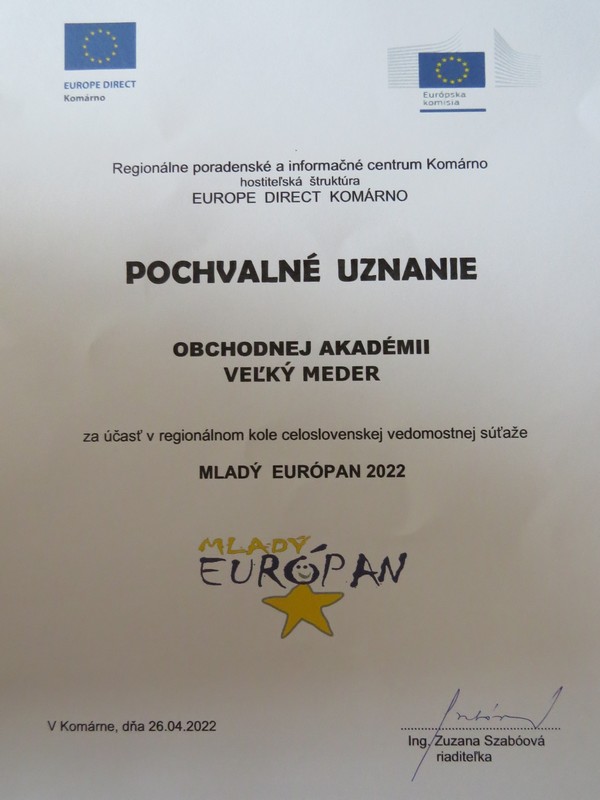 EUROPE DIRECT
Komárno
Európska
komisia
Regionálne poradenské a informačné centrum Komárno
hostiteľská štruktúra
EUROPE DIRECT KOMÁRNO
POCHVALNÉ UZNANIE
OBCHODNEJ AKADÉMII
VEĽKÝ MEDER
za účasť v regionálnom kole celoslovenskej vedomostnej súťaže
MLADÝ EURÓPAN 2022
MLADÝ
EURÓPAN
V Komárne, dňa 26.04.2022
Ing. Zuzana Szabóová
riaditeľka